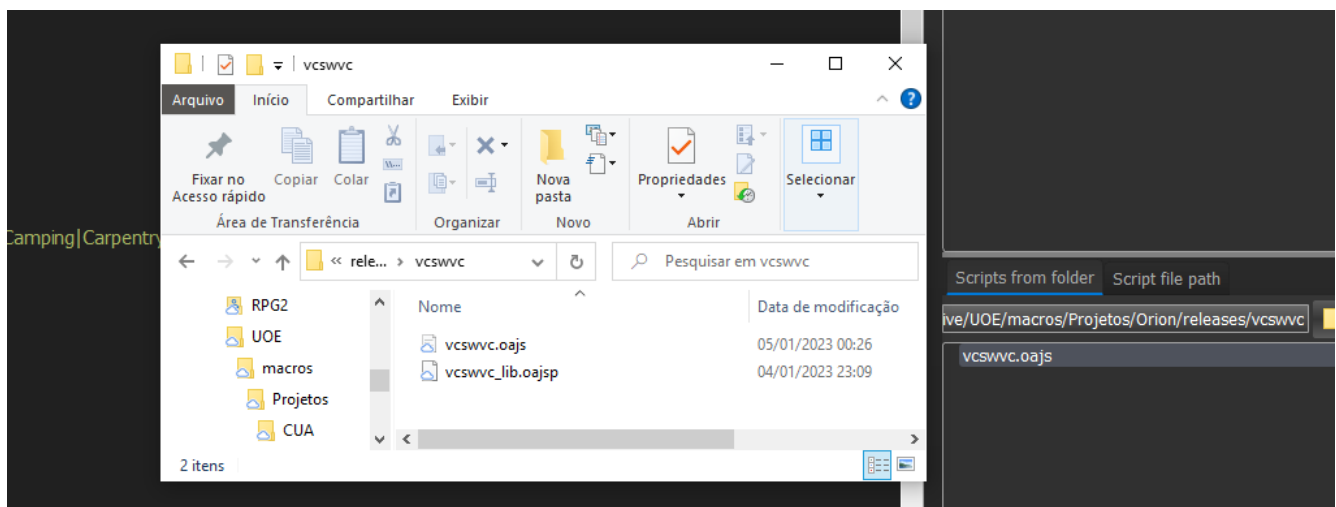 vcswvc
Arquivo Início Compartilhar Exibir
Fixar no
Acesso rápido
Copiar Colar
Nova
pasta
Propriedades
Selecionar
Área de Transferência Organizar Novo Abrir
Camping|Carpentry
« rele... › vcswvc
Pesquisar em vcswvc
Scripts from folder Script file path
RPG2
Nome Data de modificação
ive/UOE/macros/Projetos/Orion/releases/vcswvc
UOE
vcswvc.oajs 05/01/2023 00:26
vcswvc.oajs
macros
vcswvc_lib.oajsp 04/01/2023 23:09
Projetos
CUA
2 itens